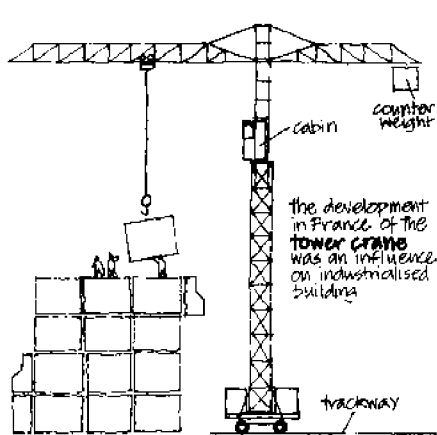 counter
weight
cabin
the development
in France of the
tower crane
was an influence
on industrialised
building
trackway